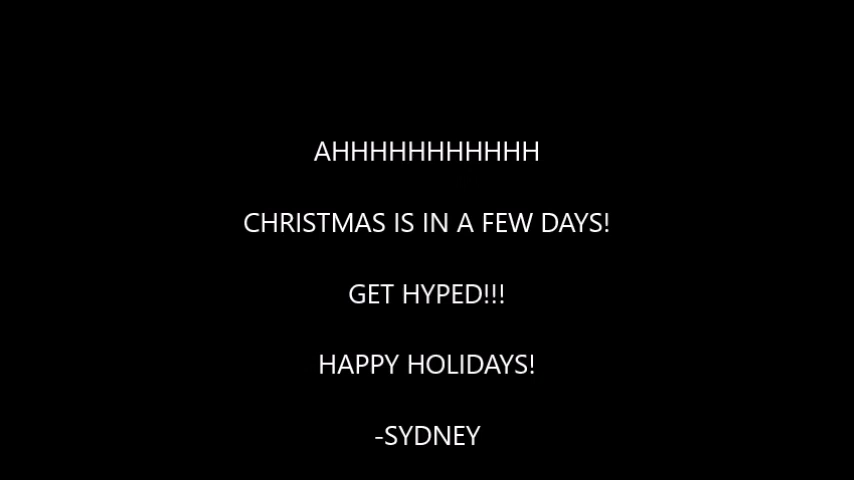 AHHHHHHHHHHH
CHRISTMAS IS IN A FEW DAYS!
GET HYPED!!!
HAPPY HOLIDAYS!
-SYDNEY